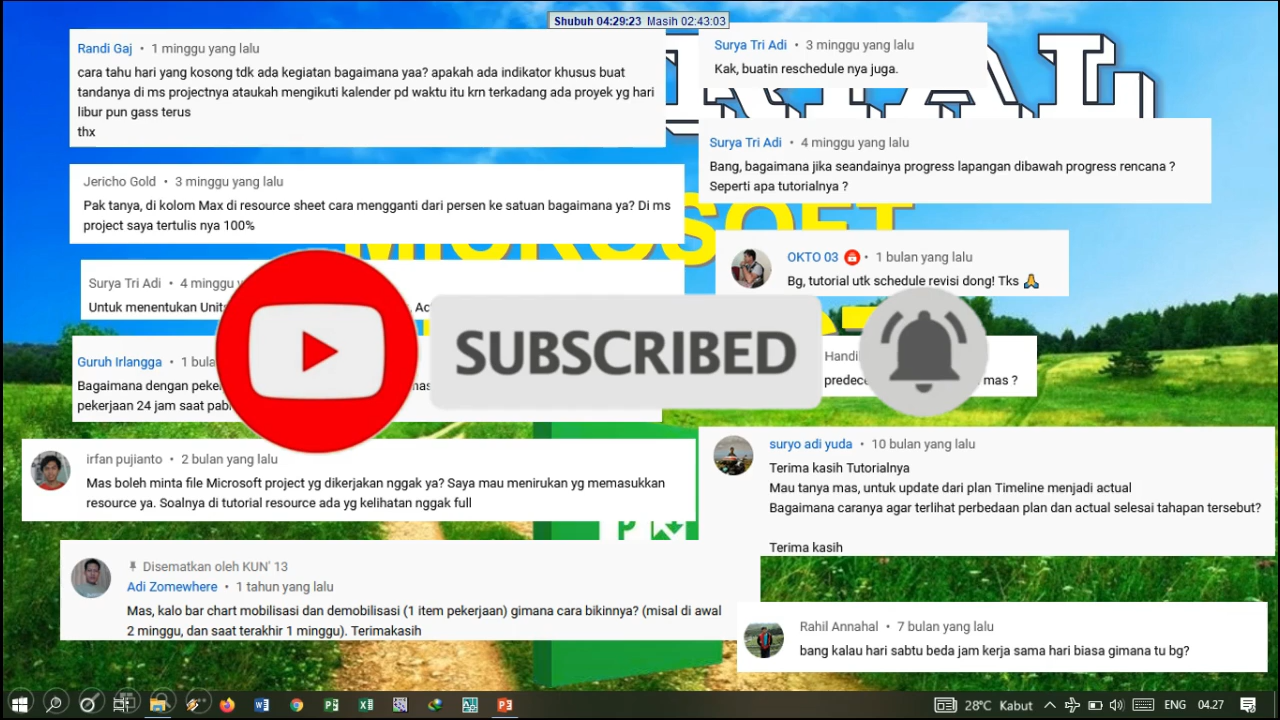 Shubuh 04:29:23 Masih 02:43:03
Randi Gaj • 1 minggu yang lalu
cara tahu hari yang kosong tdk ada kegiatan bagaimana yaa? apakah ada indikator khusus buat
tandanya di ms projectnya ataukah mengikuti kalender pd waktu itu krn terkadang ada proyek yg hari
libur pun gass terus
thx
Surya Tri Adi • 3 minggu yang lalu
Kak, buatin reschedule nya juga.
Surya Tri Adi • 4 minggu yang lalu
Bang, bagaimana jika seandainya progress lapangan dibawah progress rencana ?
Seperti apa tutorialnya ?
Jericho Gold • 3 minggu yang lalu
Pak tanya, di kolom Max di resource sheet cara mengganti dari persen ke satuan bagaimana ya? Di ms
project saya tertulis nya 100%
MICROSOFT
OKTO 03 • 1 bulan yang lalu
Bg, tutorial utk schedule revisi dong! Tks 🙏
Surya Tri Adi • 4 minggu
Untuk menentukan
SUBSCRIBED
Guruh Irlangga • 1
Bagaimana dengan
pekerjaan 24 jam saat
mas ?
irfan pujianto • 2 bulan yang lalu
Mas boleh minta file Microsoft project yg dikerjakan nggak ya? Saya mau menirukan yg memasukkan
resource ya. Soalnya di tutorial resource ada yg kelihatan nggak full
suryo adi yuda • 10 bulan yang lalu
Terima kasih Tutorialnya
Mau tanya mas, untuk update dari plan Timeline menjadi actual
Bagaimana caranya agar terlihat perbedaan plan dan actual selesai tahapan tersebut?
Terima kasih
Disematkan oleh KUN' 13
Adi Zomewhere • 1 tahun yang lalu
Mas, kalo bar chart mobilisasi dan demobilisasi (1 item pekerjaan) gimana cara bikinnya? (misal di awal
2 minggu, dan saat terakhir 1 minggu). Terimakasih
Rahil Annahal • 7 bulan yang lalu
bang kalau hari sabtu beda jam kerja sama hari biasa gimana tu bg?
28°C Kabut ENG 04.27